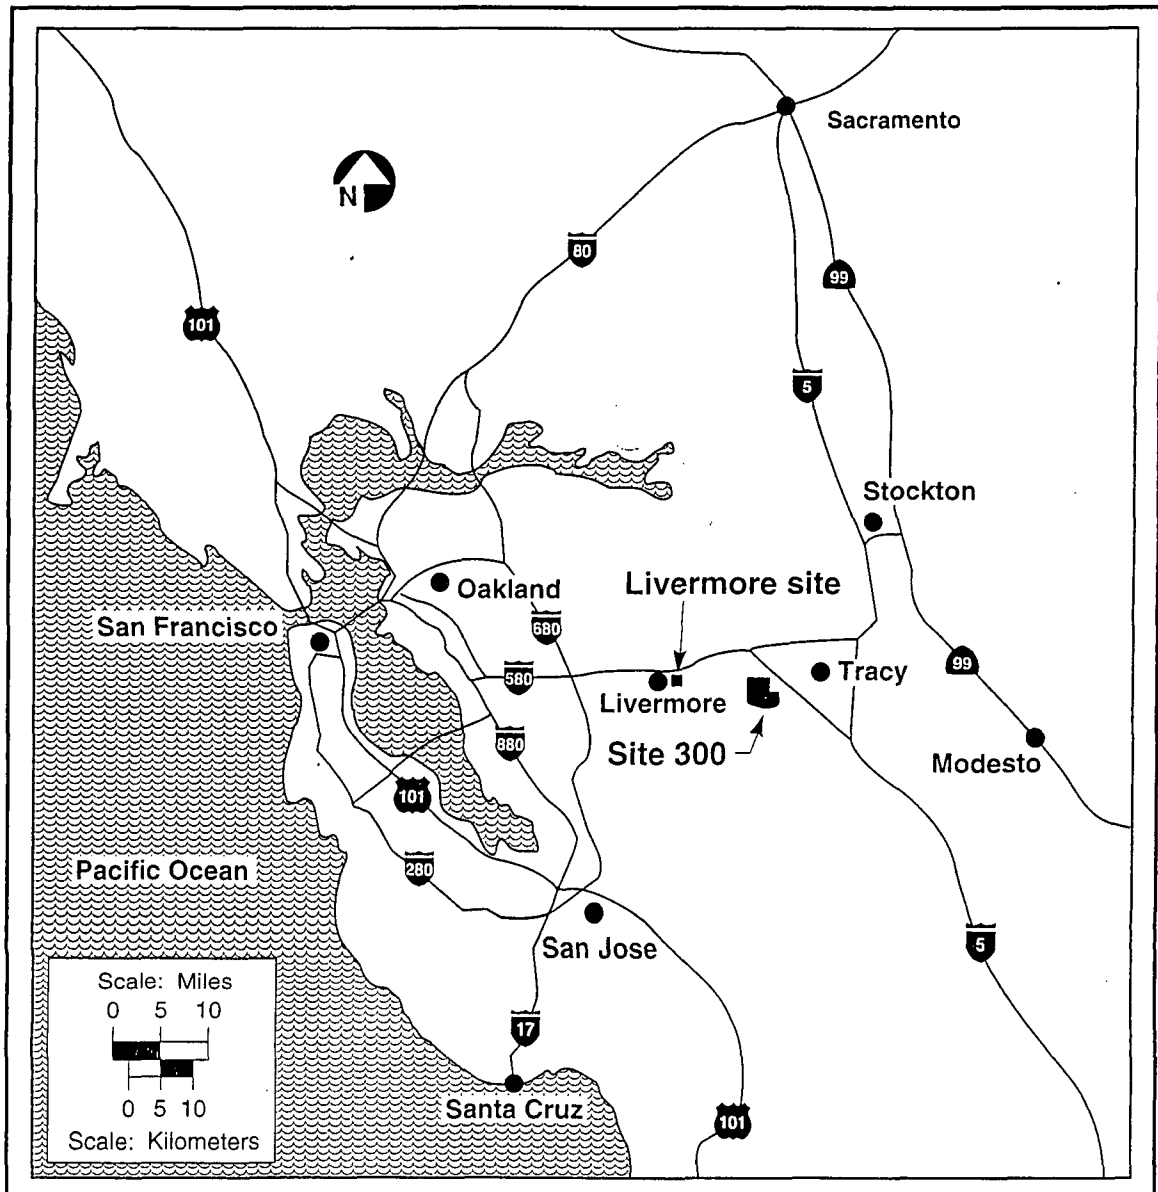 Sacramento
N
80
99
101
5
Stockton
Livermore site
Oakland
San Francisco
680
99
580
Tracy
Livermore
880
Site 300
Modesto
101
280
Pacific Ocean
5
San Jose
Scale: Miles
0 5 10
17
0 5 10
Scale: Kilometers
Santa Cruz
101